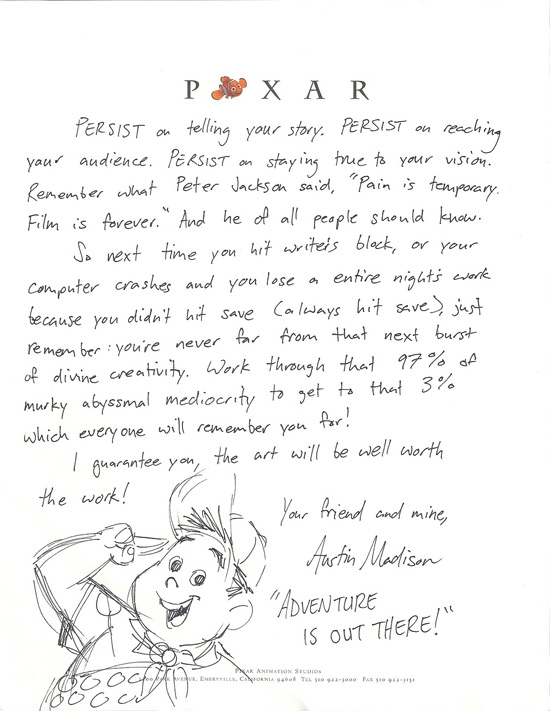 P XAR
PERSIST on telling your story. PERSIST on reaching
your audience. PERSIST on staying true to your vision.
Remember what Peter Jackson said, "Pain is temporary.
Film is forever." And he of all people should know.
So next time you hit writer's block, or your
computer crashes and you lose a entire night's work
because you didn't hit save (always hit save), just
remember: you're never far from that next burst
of divine creativity. Work through that 97% of
murky abyssmal mediocrity to get to that 3%
which everyone will remember you for!
I guarantee you, the art will be well worth
the work!
Your friend and mine,
Austin Madison
"ADVENTURE
IS OUT THERE!"
PIXAR ANIMATION STUDIOS
AVENUE, EMERYVILLE, CALIFORNIA 94608 TEL 510 922-3000 FAX 510 922-3151